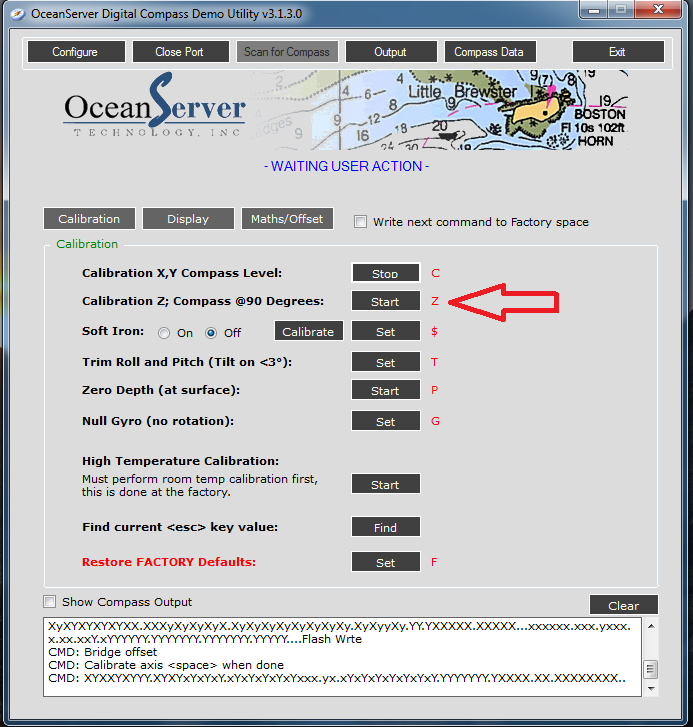 OceanServer Digital Compass Demo Utility v3.1.3.0
Configure Close Port Scan for Compass Output Compass Data Exit
OceanServer
TECHNOLOGY, INC
Little Brewster
BOSTON
Fl 10s 102ft
HORN
- WAITING USER ACTION -
Calibration Display Maths/Offset Write next command to Factory space
Calibration
Calibration X,Y Compass Level: Stop C
Calibration Z; Compass @90 Degrees: Start Z
Soft Iron: On Off Calibrate Set $
Trim Roll and Pitch (Tilt on <3°): Set T
Zero Depth (at surface): Start P
Null Gyro (no rotation): Set G
High Temperature Calibration:
Must perform room temp calibration first, Start
this is done at the factory.
Find current <esc> key value: Find
Restore FACTORY Defaults: Set F
Show Compass Output Clear
XyXYXYXYXYXX.XXXyXyXyXyX.XyXyXyXyXyXyXyXy.XyXyyXy.YY.YXXXXX.XXXXX...xxxxxx.xxx.yxxx.
x.xx.xxY.xYYYYYY.YYYYYYY.YYYYYYY.YYYYY....Flash Wrte
CMD: Bridge offset
CMD: Calibrate axis <space> when done
CMD: XYXXYXYYY.XYXYxYxYxY.xYxYxYxYxYxxx.yx.xYxYxYxYxYxYxY.YYYYYYY.YXXXX.XX.XXXXXXXX..